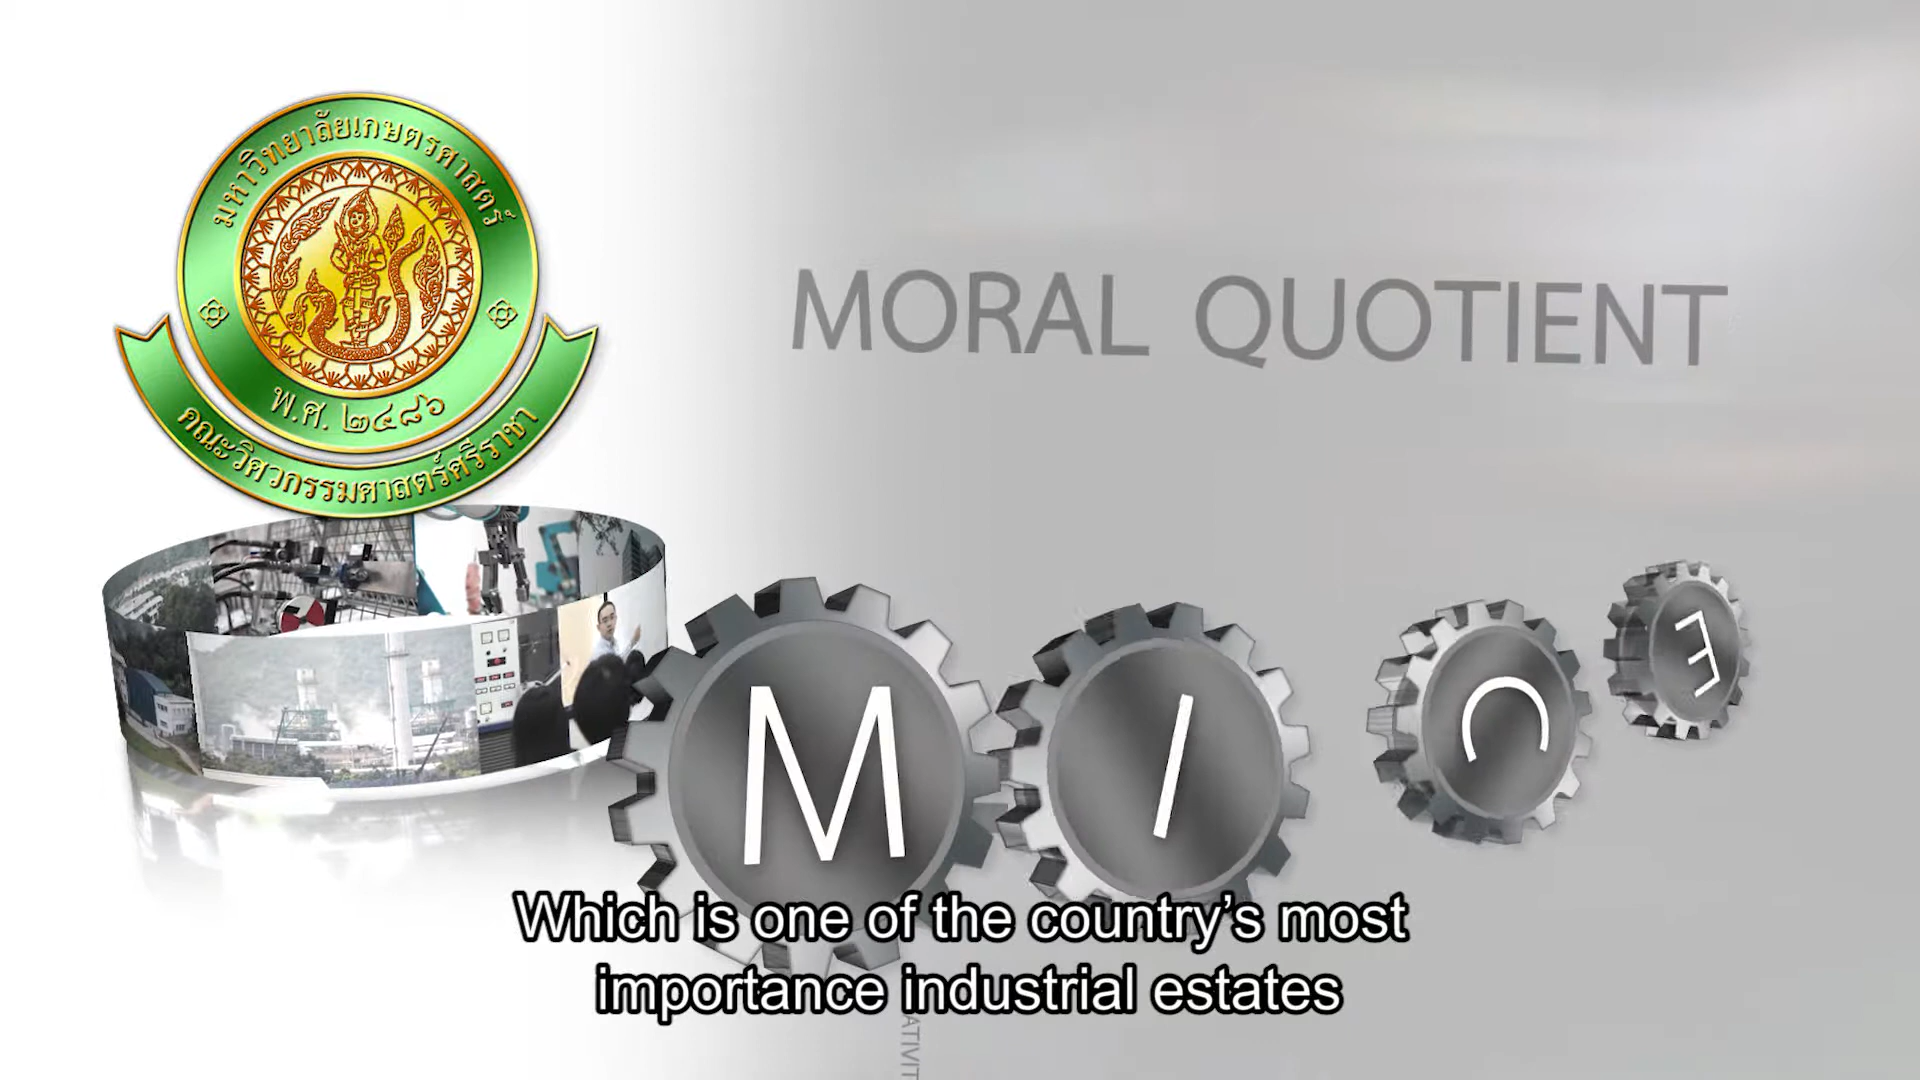 มหาวิทยาลัยเกษตรศาสตร์
พ.ศ. ๒๔๘๖
คณะวิศวกรรมศาสตร์ศรีราชา
MORAL QUOTIENT
M
I
C
E
Which is one of the country’s most
importance industrial estates
ATIVIT